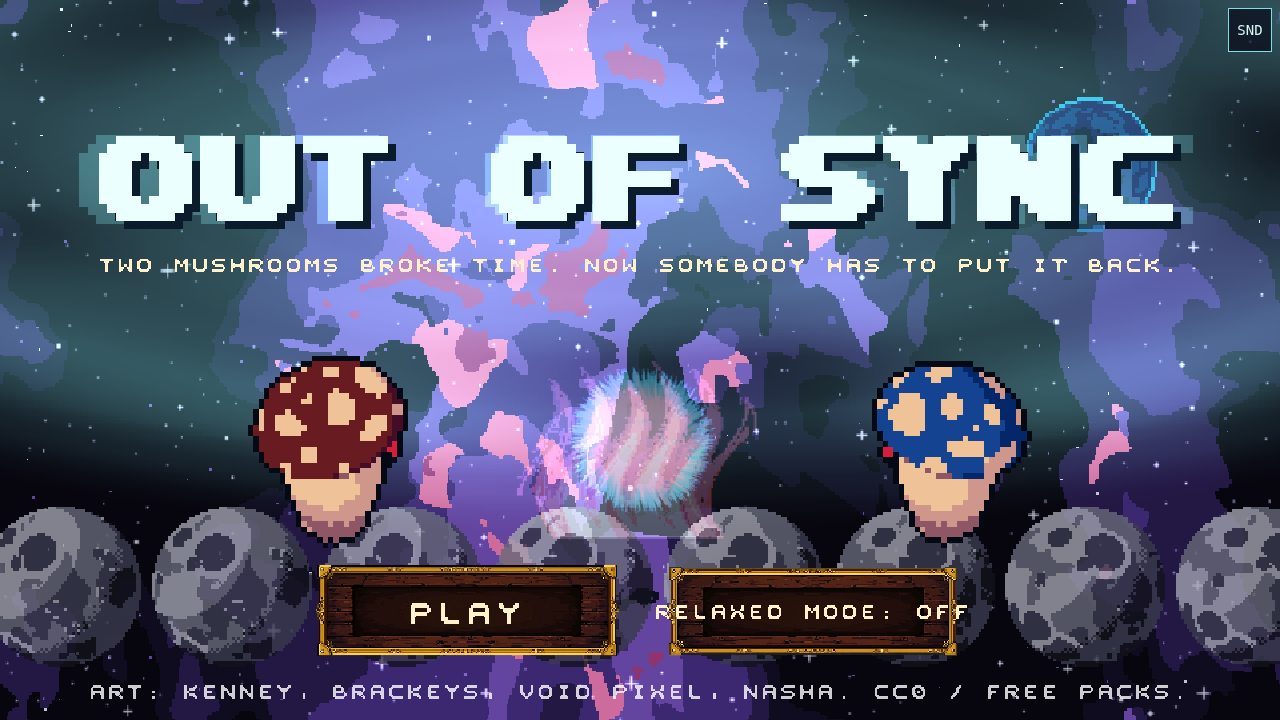 SND
OUT OF SYNC
TWO MUSHROOMS BROKE TIME. NOW SOMEBODY HAS TO PUT IT BACK.
PLAY
RELAXED MODE: OFF
ART: KENNEY, BRACKEYS, VOID PIXEL, NASHA. CC0 / FREE PACKS.